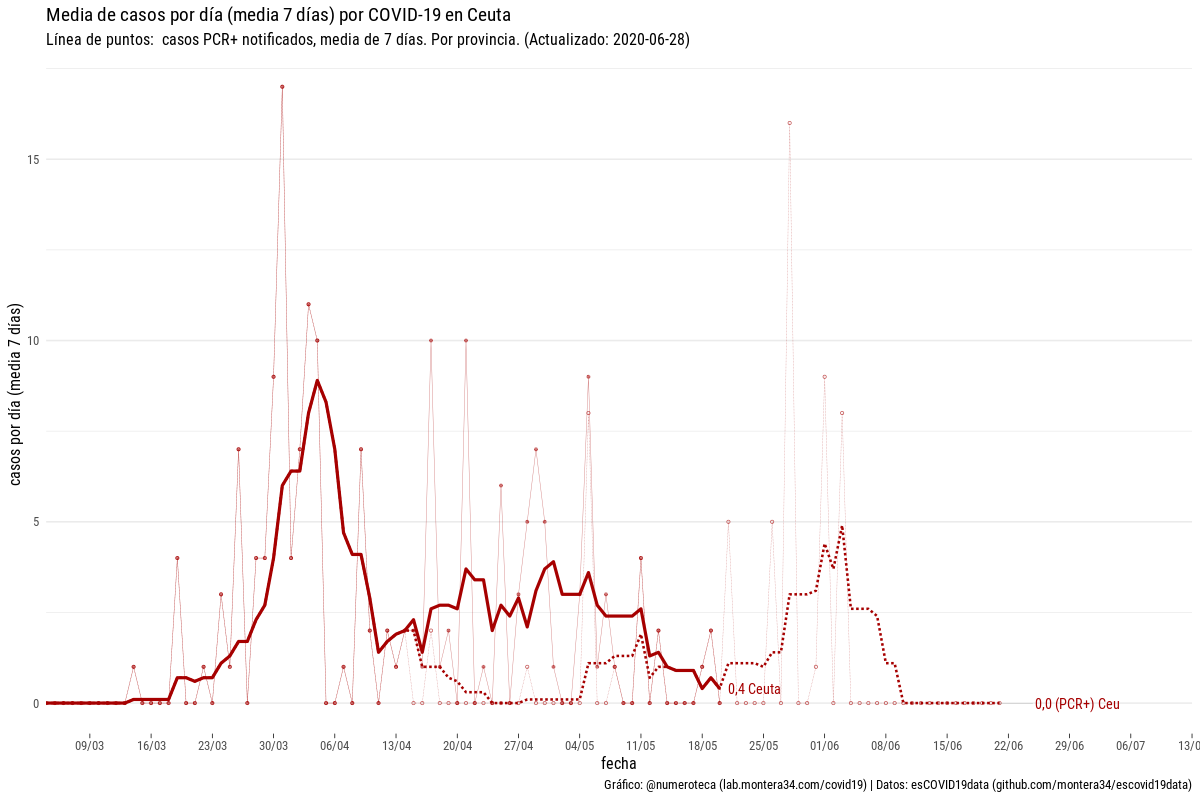 Media de casos por día (media 7 días) por COVID-19 en Ceuta
Línea de puntos:  casos PCR+ notificados, media de 7 días. Por provincia. (Actualizado: 2020-06-28)
casos por día (media 7 días)
15
10
5
0
0,4 Ceuta
0,0 (PCR+) Ceu
09/03 16/03 23/03 30/03 06/04 13/04 20/04 27/04 04/05 11/05 18/05 25/05 01/06 08/06 15/06 22/06 29/06 06/07 13/0
fecha
Gráfico: @numeroteca (lab.montera34.com/covid19) | Datos: esCOVID19data (github.com/montera34/escovid19data)